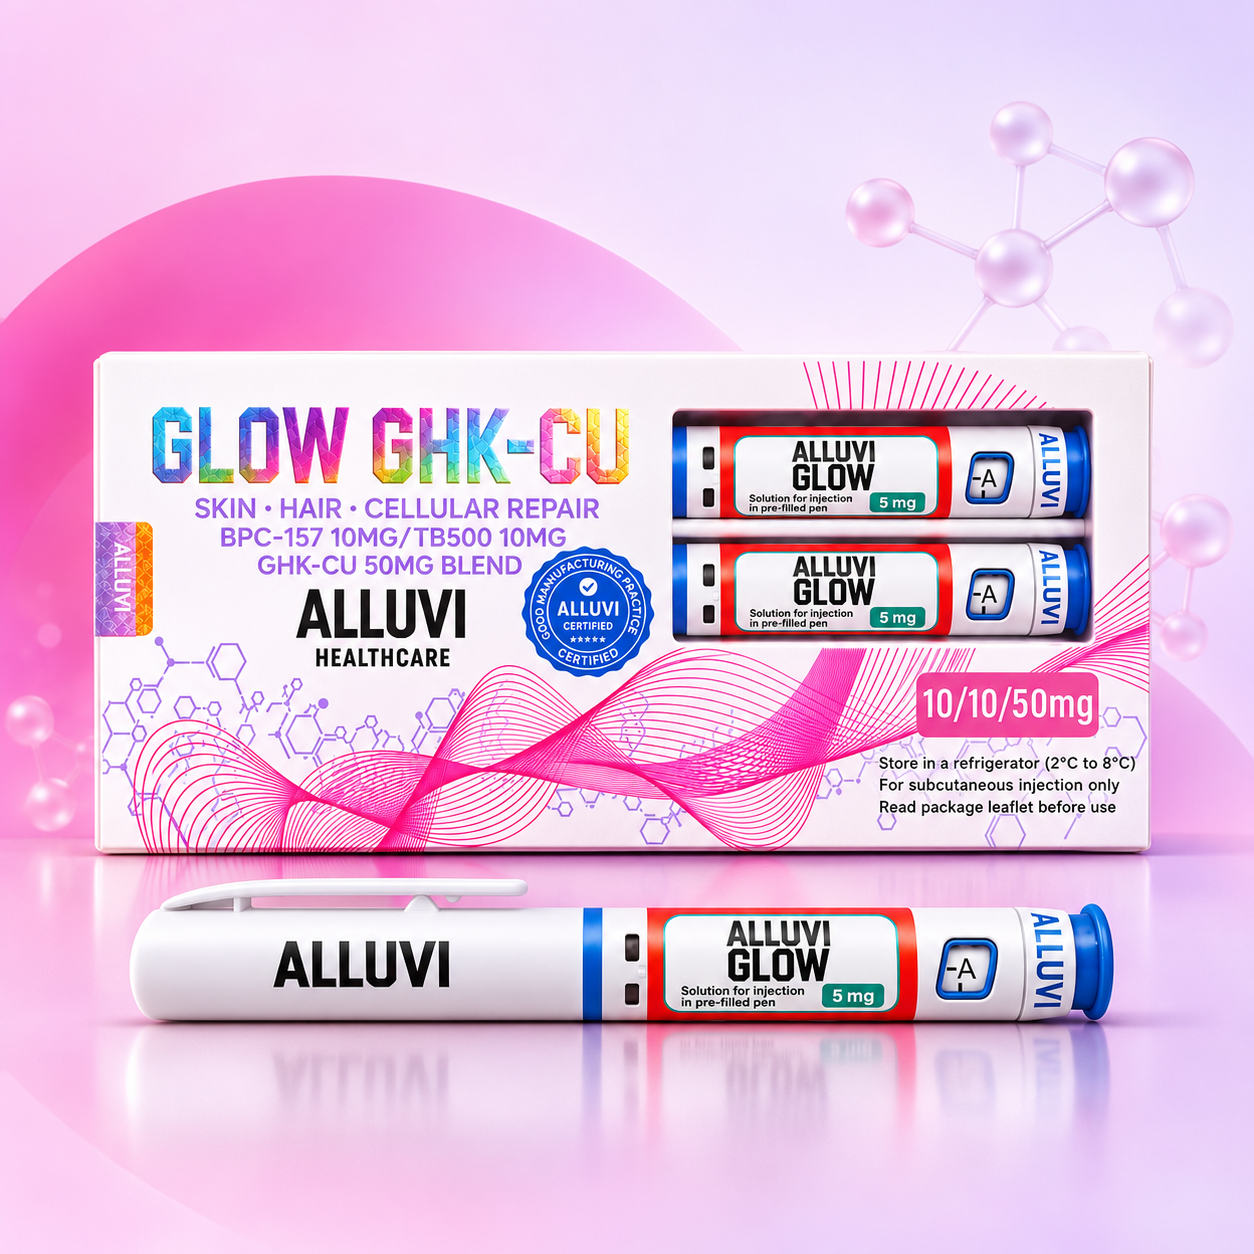 GLOW GHK-CU
SKIN • HAIR • CELLULAR REPAIR
BPC-157 10MG/TB500 10MG
GHK-CU 50MG BLEND
ALLUVI
HEALTHCARE
ALLUVI
GOOD MANUFACTURING PRACTICE
ALLUVI
CERTIFIED
CERTIFIED
ALLUVI
GLOW
Solution for injection
in pre-filled pen
5 mg
-A
ALLUVI
ALLUVI
GLOW
Solution for injection
in pre-filled pen
5 mg
-A
ALLUVI
10/10/50mg
Store in a refrigerator (2°C to 8°C)
For subcutaneous injection only
Read package leaflet before use
ALLUVI
ALLUVI
GLOW
Solution for injection
in pre-filled pen
5 mg
-A
ALLUVI